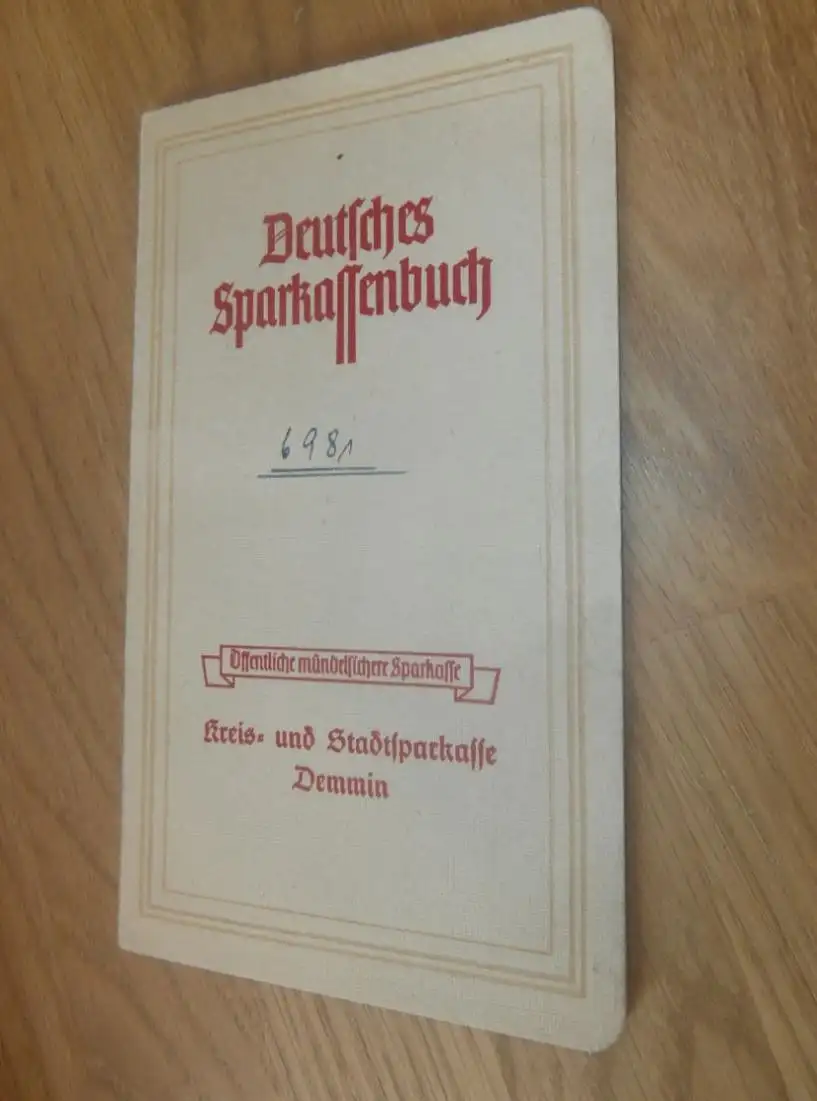 Deutſches
Sparkaſſenbuch
6981
Öffentliche mündelſichere Sparkaſſe
Kreis- und Stadtſparkaſſe
Demmin